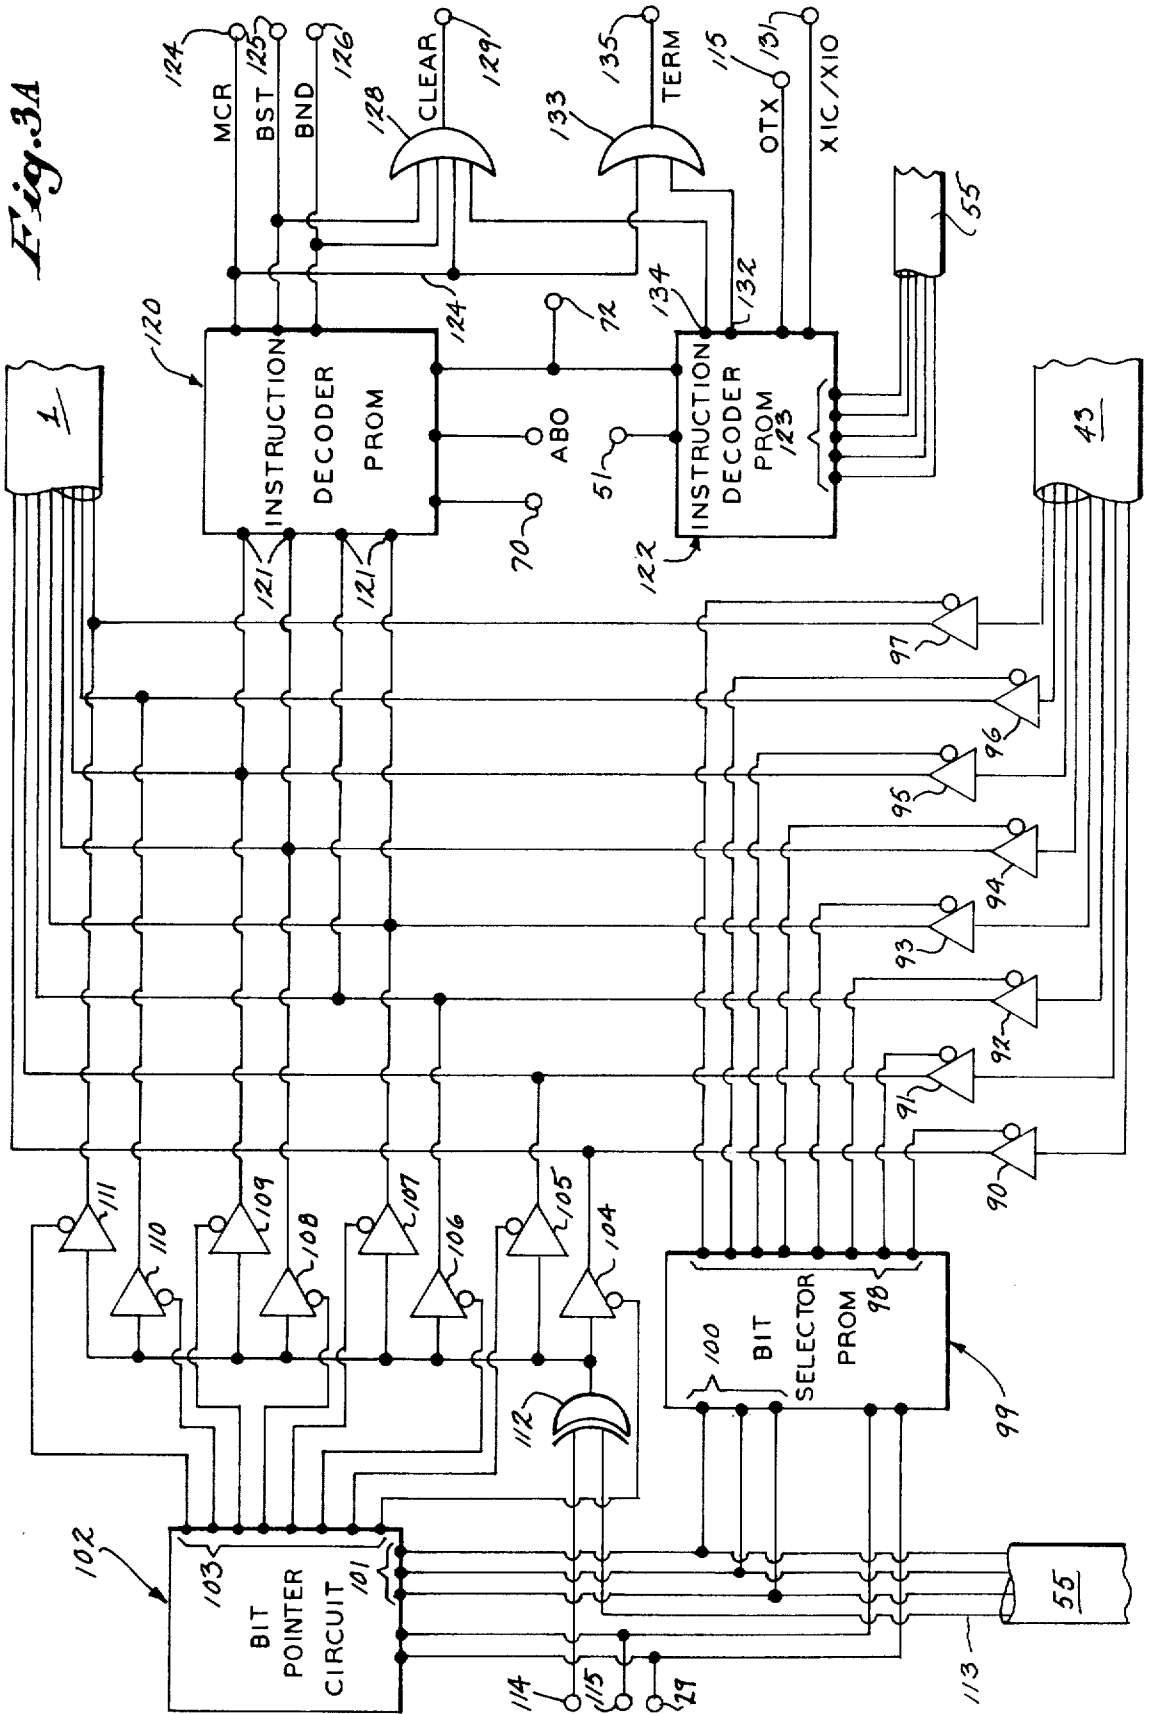 Fig. 3A
102
BIT
POINTER
CIRCUIT
103
101
111
110
109
108
107
106
105
104
112
114
115
29
113
55
100
BIT
SELECTOR
PROM
98
99
90
91
92
93
94
95
96
97
43
1
120
INSTRUCTION
DECODER
PROM
121
121
70
ABO
72
51
122
INSTRUCTION
DECODER
PROM
123
134
132
55
124
MCR
124
BST
125
BND
126
128
CLEAR
129
133
TERM
135
OTX
115
XIC/XIO
131